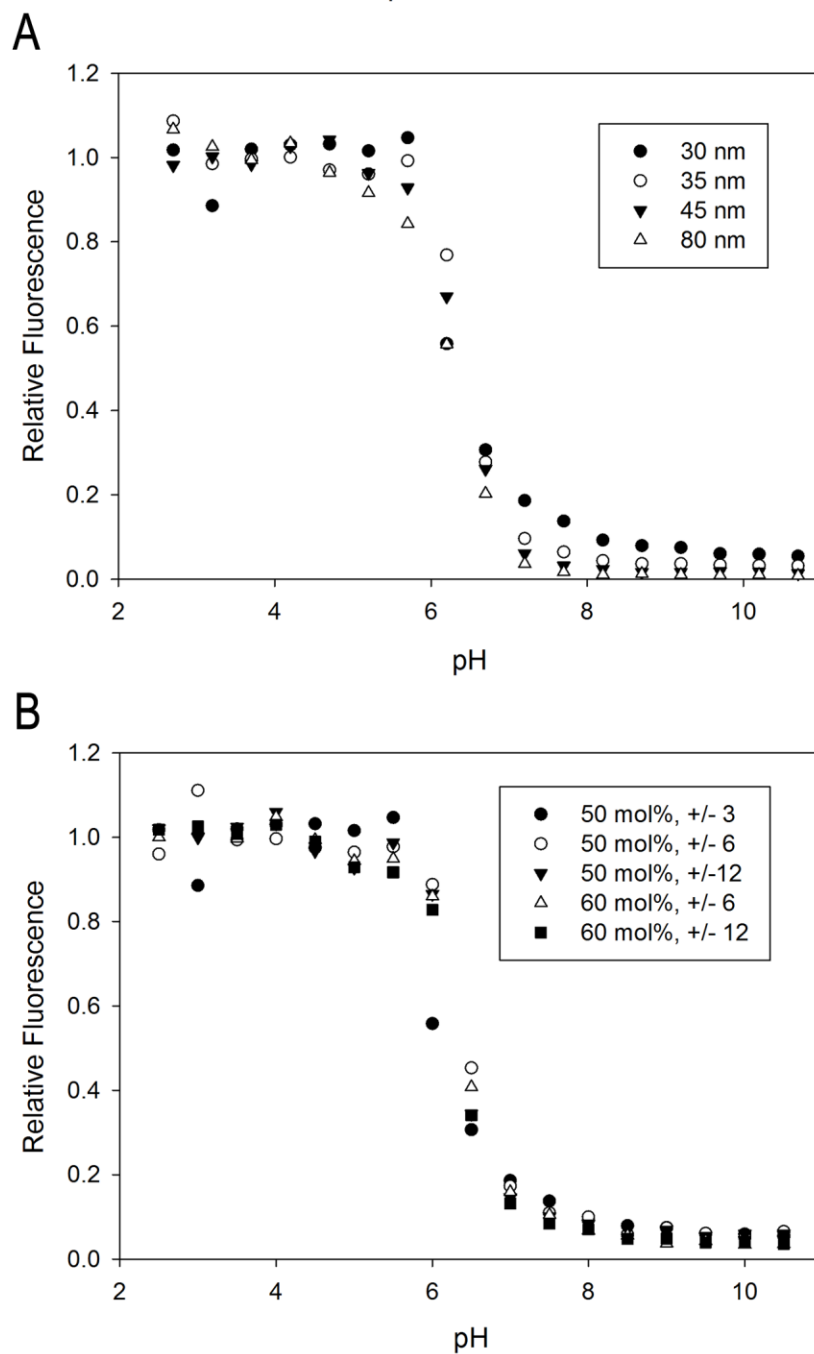 A
1.2
1.0
0.8
0.6
0.4
0.2
0.0
Relative Fluorescence
30 nm
35 nm
45 nm
80 nm
2 4 6 8 10
pH
B
1.2
1.0
0.8
0.6
0.4
0.2
0.0
Relative Fluorescence
50 mol%, +/- 3
50 mol%, +/- 6
50 mol%, +/-12
60 mol%, +/- 6
60 mol%, +/- 12
2 4 6 8 10
pH